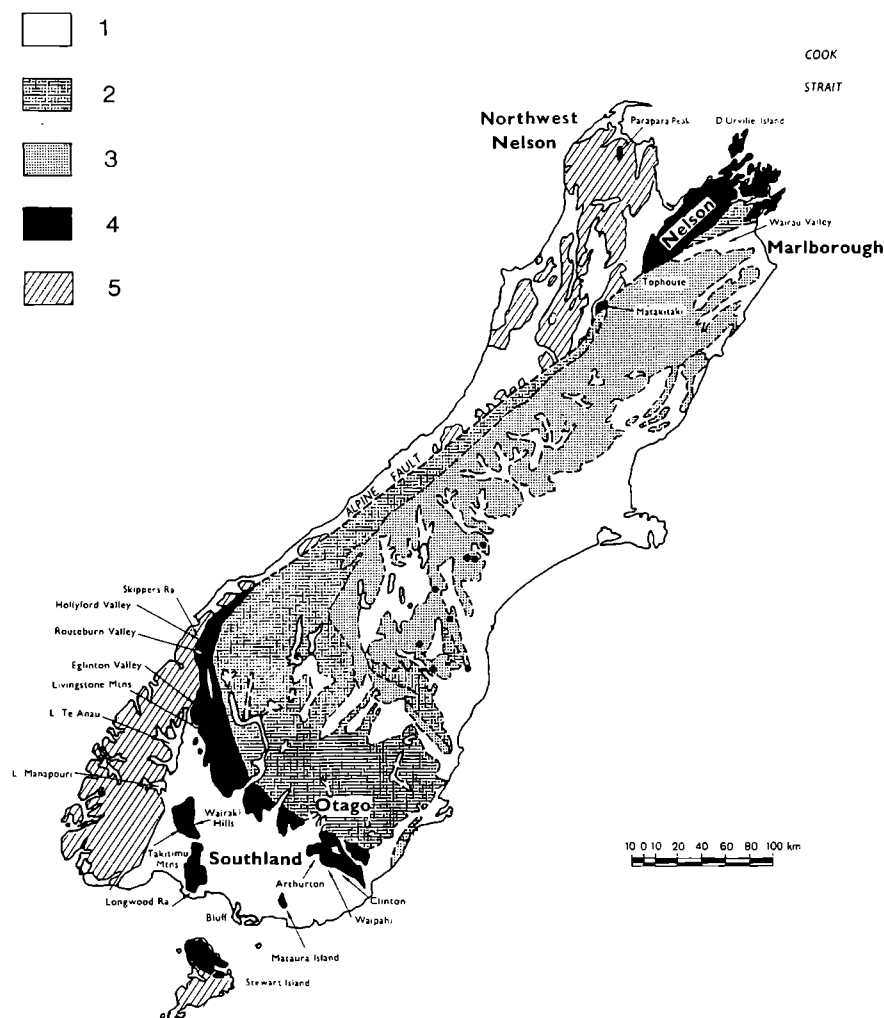 1
2
3
4
5
COOK
STRAIT
Northwest
Nelson
Parapara Peak
D Urville Island
Nelson
Wairau Valley
Marlborough
Tophouse
Matakitaki
ALPINE FAULT
Skippers Ra
Hollyford Valley
Routeburn Valley
Eglinton Valley
Livingstone Mtns
L Te Anau
L Manapouri
Otago
Wairaki
Hills
Takitimu
Mtns
Southland
Longwood Ra
Arthurton
Clinton
Waipahi
Bluff
Mataura Island
Stewart Island
10 0 10 20 40 60 80 100 km